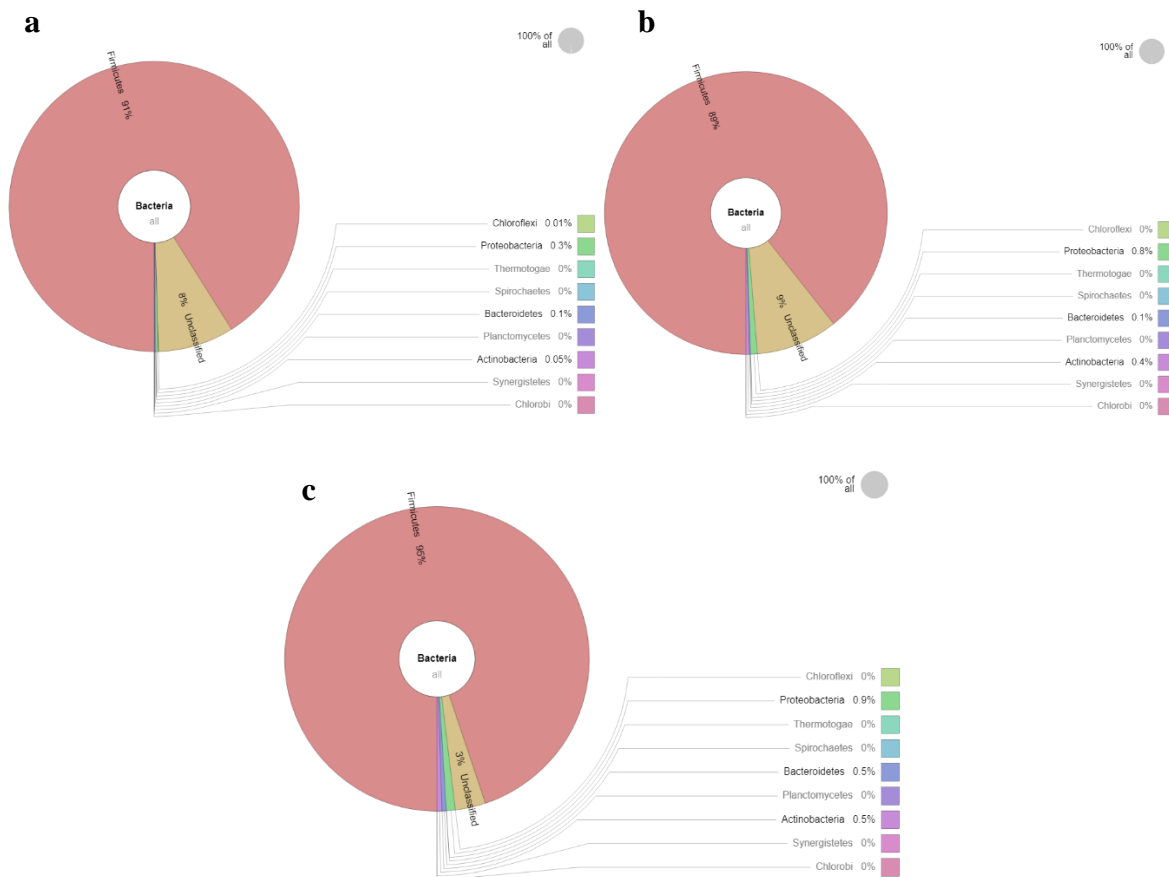 a
100% of
all
Firmicutes 91%
Bacteria
all
8% Unclassified
Chloroflexi 0.01%
Proteobacteria 0.3%
Thermotogae 0%
Spirochaetes 0%
Bacteroidetes 0.1%
Planctomycetes 0%
Actinobacteria 0.05%
Synergistetes 0%
Chlorobi 0%
b
100% of
all
Firmicutes 89%
Bacteria
all
9% Unclassified
Chloroflexi 0%
Proteobacteria 0.8%
Thermotogae 0%
Spirochaetes 0%
Bacteroidetes 0.1%
Planctomycetes 0%
Actinobacteria 0.4%
Synergistetes 0%
Chlorobi 0%
c
100% of
all
Firmicutes 95%
Bacteria
all
3% Unclassified
Chloroflexi 0%
Proteobacteria 0.9%
Thermotogae 0%
Spirochaetes 0%
Bacteroidetes 0.5%
Planctomycetes 0%
Actinobacteria 0.5%
Synergistetes 0%
Chlorobi 0%